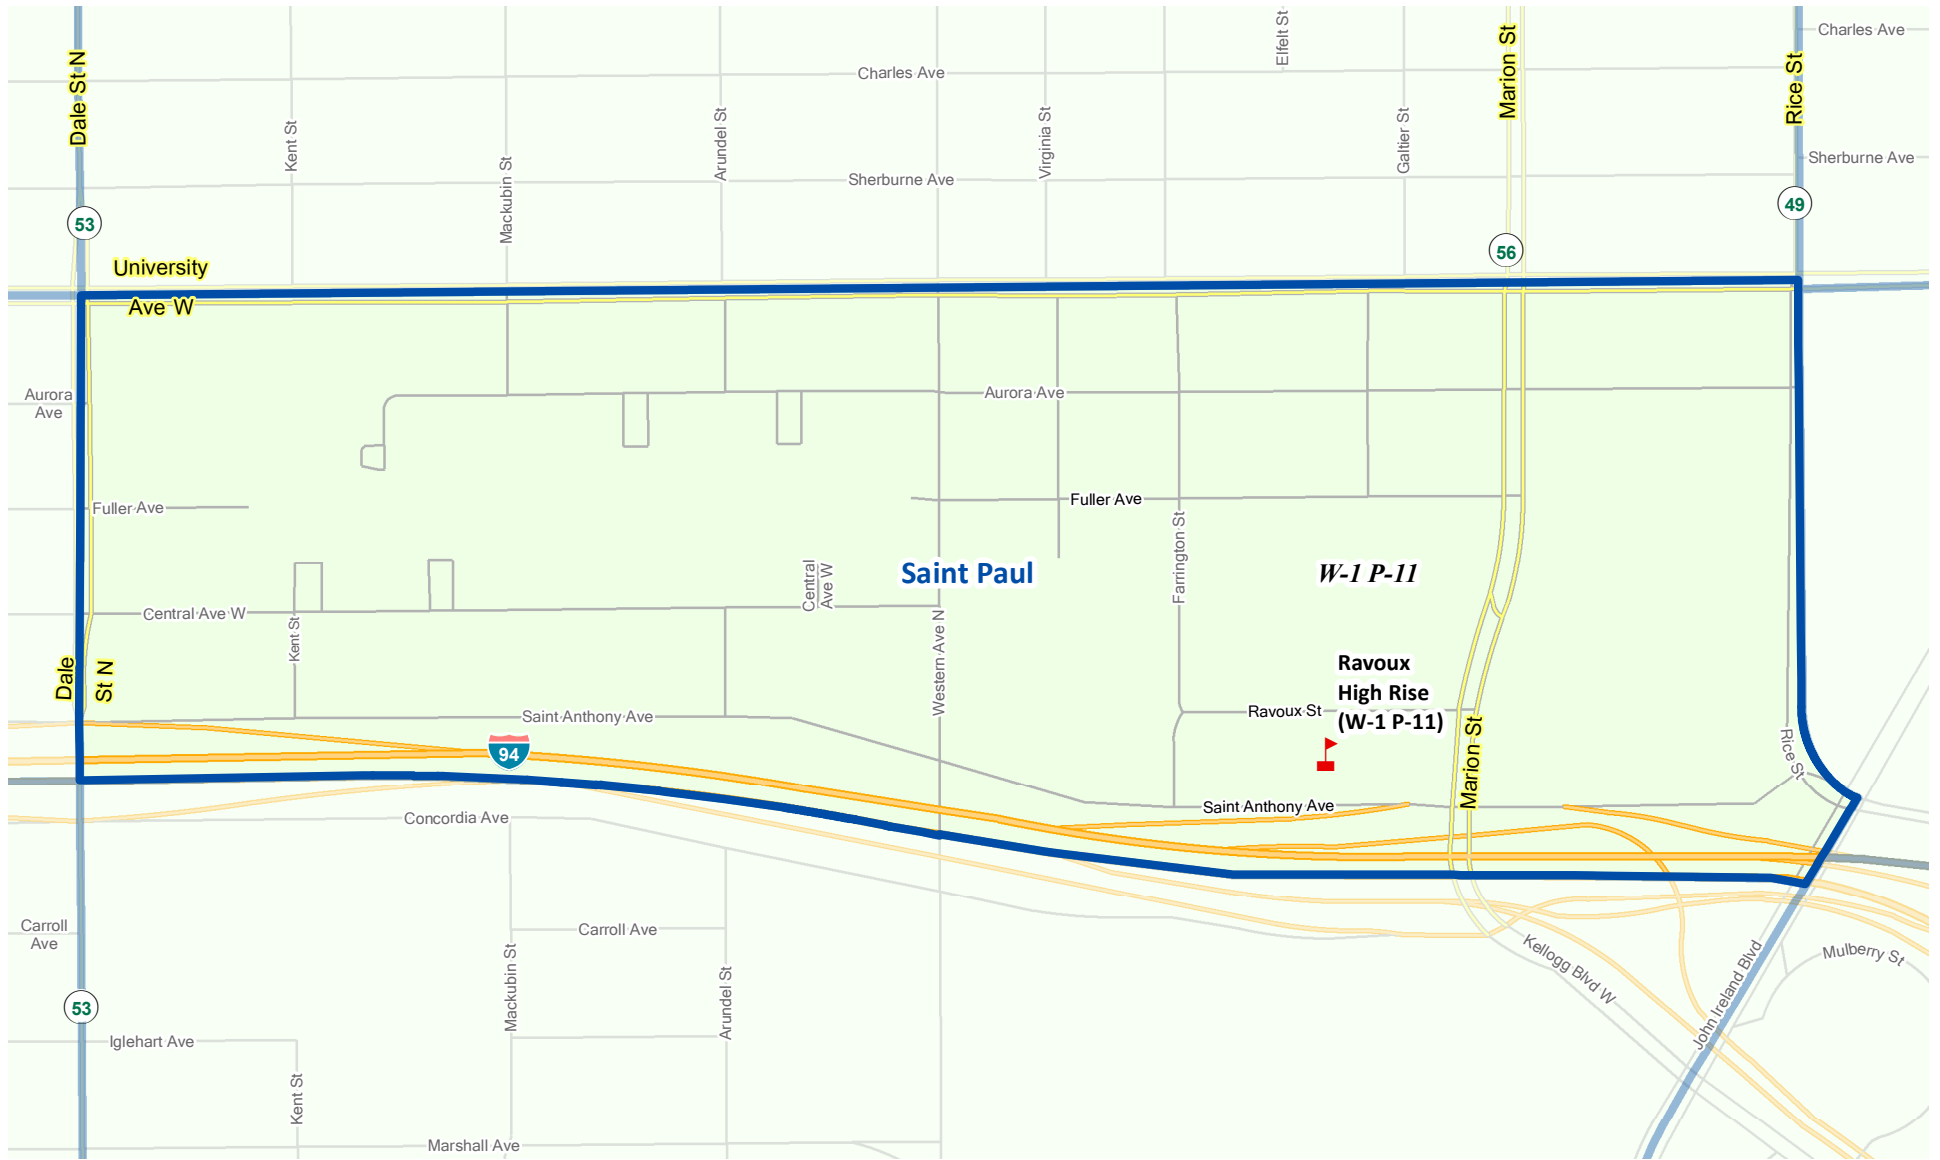 Dale St N
Kent St
Mackubin St
Arundel St
Charles Ave
Sherburne Ave
Virginia St
Elfelt St
Galtier St
Marion St
Rice St
Charles Ave
Sherburne Ave
53
49
56
University
Ave W
Aurora
Ave
Aurora Ave
Fuller Ave
Fuller Ave
Farrington St
Saint Paul
W-1 P-11
Central
Ave W
Central Ave W
Kent St
Western Ave N
Dale
St N
Ravoux
High Rise
(W-1 P-11)
Ravoux St
Saint Anthony Ave
Marion St
Rice St
94
Saint Anthony Ave
Concordia Ave
Carroll
Ave
Carroll Ave
Mackubin St
Arundel St
Kellogg Blvd W
John Ireland Blvd
Mulberry St
53
Iglehart Ave
Kent St
Marshall Ave